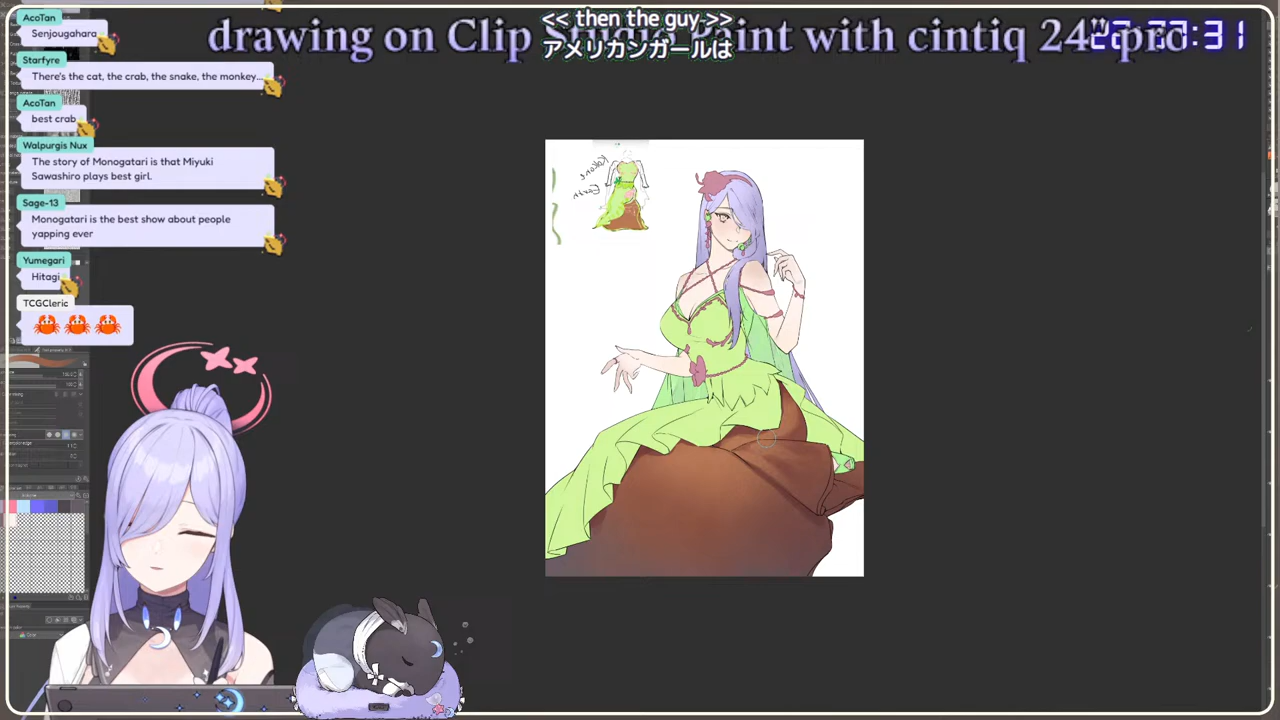 << then the guy >>
アメリカンガールは
drawing on Clip Studio Paint with cintiq 24" pro
AcoTan
Senjougahara
Starfyre
There's the cat, the crab, the snake, the monkey...
AcoTan
best crab
Walpurgis Nux
The story of Monogatari is that Miyuki
Sawashiro plays best girl.
Sage-13
Monogatari is the best show about people
yapping ever
Yumegari
Hitagi
TCGCleric
🦀🦀🦀